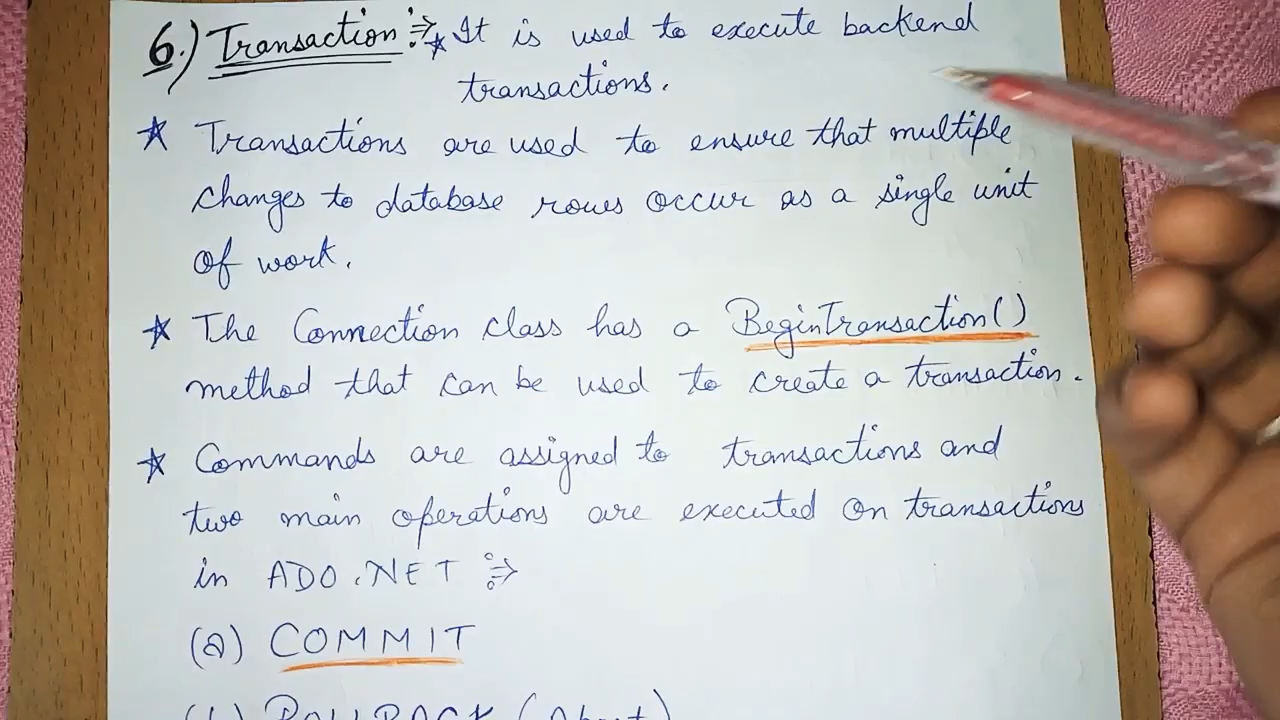 6.) Transaction :⇒ ★ It is used to execute backend
transactions.
★ Transactions are used to ensure that multiple
changes to database rows occur as a single unit
of work.
★ The Connection class has a BeginTransaction()
method that can be used to create a transaction.
★ Commands are assigned to transactions and
two main operations are executed on transactions
in ADO.NET :⇒
(a) COMMIT
(b) ROLLBACK (About)